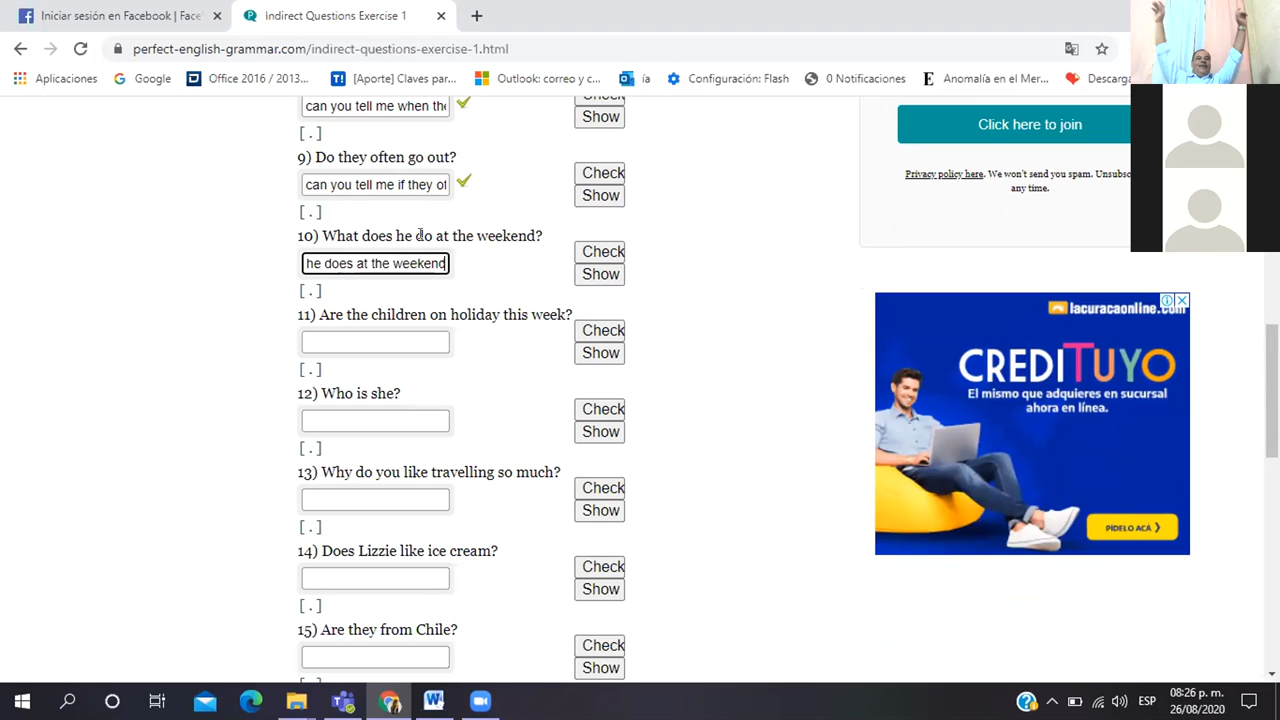 Iniciar sesión en Facebook | Face
Indirect Questions Exercise 1
perfect-english-grammar.com/indirect-questions-exercise-1.html
Aplicaciones
Google
Office 2016 / 2013...
[Aporte] Claves par...
Outlook: correo y c...
ía
Configuración: Flash
0 Notificaciones
Anomalía en el Mer...
Descarga
can you tell me when the
Show
[ . ]
9) Do they often go out?
Check
can you tell me if they of
Show
[ . ]
10) What does he do at the weekend?
Check
he does at the weekend
Show
[ . ]
11) Are the children on holiday this week?
Check
Show
[ . ]
12) Who is she?
Check
Show
[ . ]
13) Why do you like travelling so much?
Check
Show
[ . ]
14) Does Lizzie like ice cream?
Check
Show
[ . ]
15) Are they from Chile?
Check
Show
Click here to join
Privacy policy here. We won't send you spam. Unsubsc
any time.
lacuracaonline.com
CREDITUYO
El mismo que adquieres en sucursal
ahora en línea.
PÍDELO ACÁ
ESP
08:26 p. m.
26/08/2020